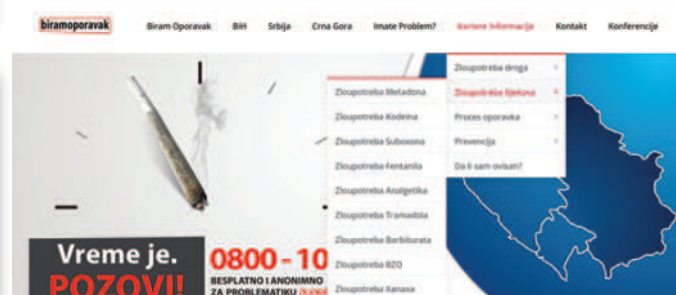 biramoporavak
Biram Oporavak BiH Srbija Crna Gora Imate Problem? Korisne Informacije Kontakt Konferencije
Zloupotreba droga
Zloupotreba lijekova
Proces oporavka
Prevencija
Da li sam ovisan?
Zloupotreba Metadona
Zloupotreba Kodeina
Zloupotreba Suboxona
Zloupotreba Fentanila
Zloupotreba Analgetika
Zloupotreba Tramadola
Zloupotreba Barbiturata
Zloupotreba BZO
Zloupotreba Xanaxa
Vreme je.
POZOVI!
0800 - 10
BESPLATNO I ANONIMNO
ZA PROBLEMATIKU